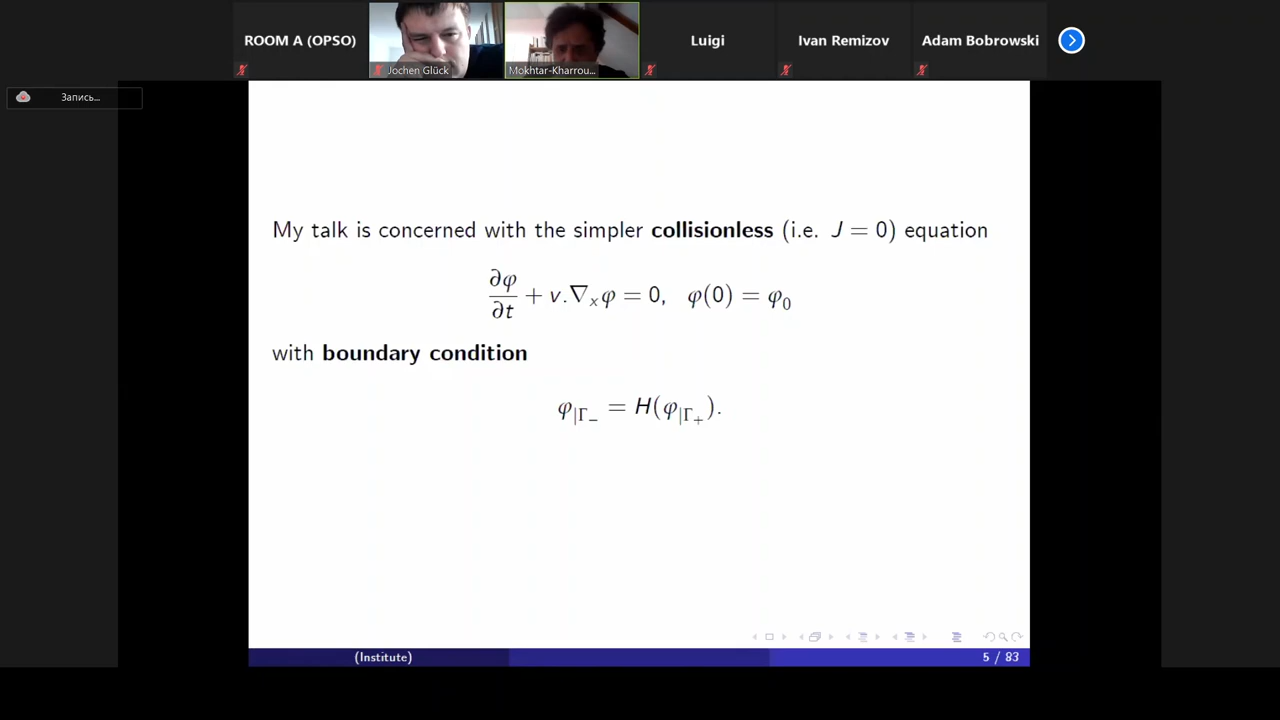 ROOM A (OPSO)
Jochen Glück
Mokhtar-Kharrou...
Luigi
Ivan Remizov
Adam Bobrowski
Запись...
My talk is concerned with the simpler collisionless (i.e. J = 0) equation
∂φ/∂t + v.∇ₓφ = 0, φ(0) = φ₀
with boundary condition
φ|Γ₋ = H(φ|Γ₊).
(Institute)
5 / 83